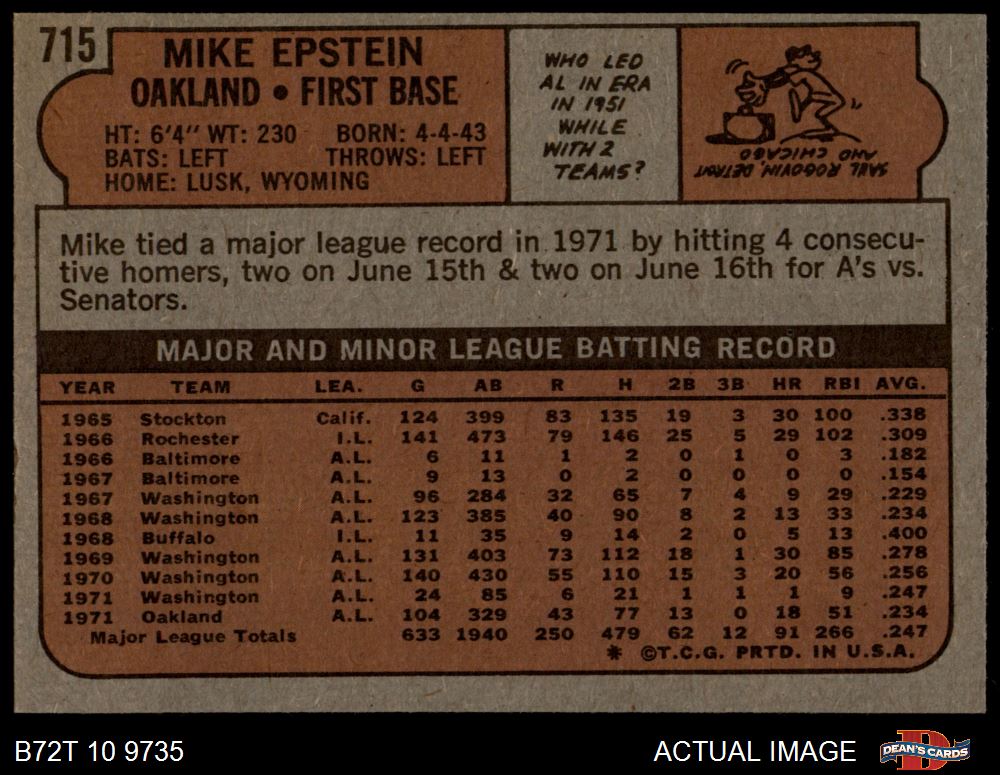 715
MIKE EPSTEIN
OAKLAND • FIRST BASE
HT: 6'4" WT: 230 BORN: 4-4-43
BATS: LEFT THROWS: LEFT
HOME: LUSK, WYOMING
WHO LED
AL IN ERA
IN 1951
WHILE
WITH 2
TEAMS?
SAUL ROGOVIN, DETROIT
AND CHICAGO
Mike tied a major league record in 1971 by hitting 4 consecu-
tive homers, two on June 15th & two on June 16th for A's vs.
Senators.
MAJOR AND MINOR LEAGUE BATTING RECORD
YEAR TEAM LEA. G AB R H 2B 3B HR RBI AVG.
1965 Stockton Calif. 124 399 83 135 19 3 30 100 .338
1966 Rochester I.L. 141 473 79 146 25 5 29 102 .309
1966 Baltimore A.L. 6 11 1 2 0 1 0 3 .182
1967 Baltimore A.L. 9 13 0 2 0 0 0 0 .154
1967 Washington A.L. 96 284 32 65 7 4 9 29 .229
1968 Washington A.L. 123 385 40 90 8 2 13 33 .234
1968 Buffalo I.L. 11 35 9 14 2 0 5 13 .400
1969 Washington A.L. 131 403 73 112 18 1 30 85 .278
1970 Washington A.L. 140 430 55 110 15 3 20 56 .256
1971 Washington A.L. 24 85 6 21 1 1 1 9 .247
1971 Oakland A.L. 104 329 43 77 13 0 18 51 .234
Major League Totals 633 1940 250 479 62 12 91 266 .247
* ©T.C.G. PRTD. IN U.S.A.
B72T 10 9735 ACTUAL IMAGE DEAN'S CARDS